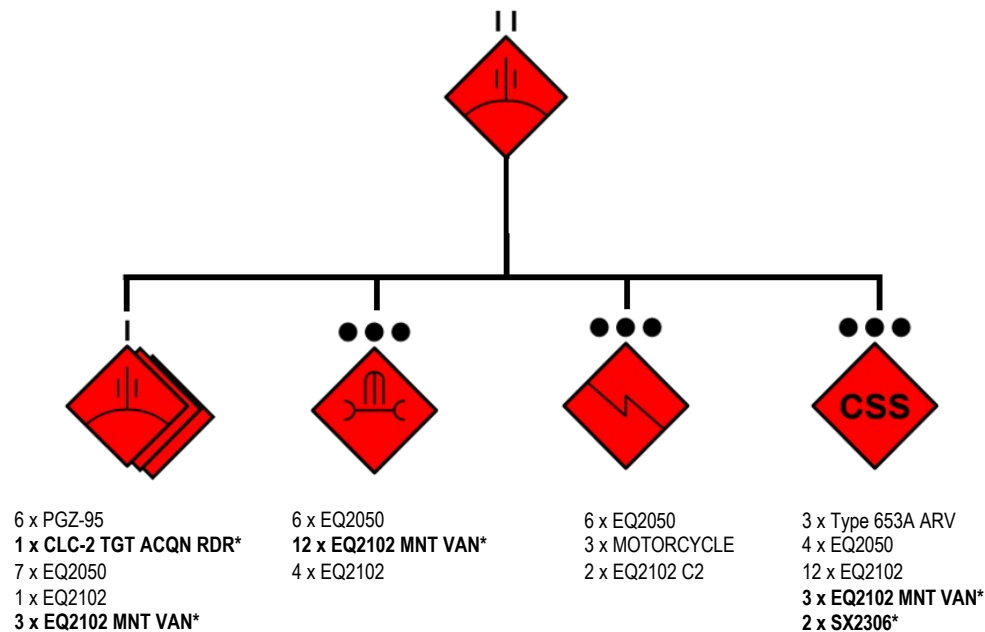 CSS
6 x PGZ-95
1 x CLC-2 TGT ACQN RDR*
7 x EQ2050
1 x EQ2102
3 x EQ2102 MNT VAN*
6 x EQ2050
12 x EQ2102 MNT VAN*
4 x EQ2102
6 x EQ2050
3 x MOTORCYCLE
2 x EQ2102 C2
3 x Type 653A ARV
4 x EQ2050
12 x EQ2102
3 x EQ2102 MNT VAN*
2 x SX2306*